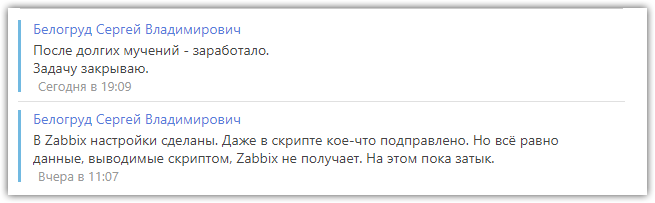 Белогруд Сергей Владимирович
После долгих мучений - заработало.
Задачу закрываю.
Сегодня в 19:09
Белогруд Сергей Владимирович
В Zabbix настройки сделаны. Даже в скрипте кое-что подправлено. Но всё равно
данные, выводимые скриптом, Zabbix не получает. На этом пока затык.
Вчера в 11:07